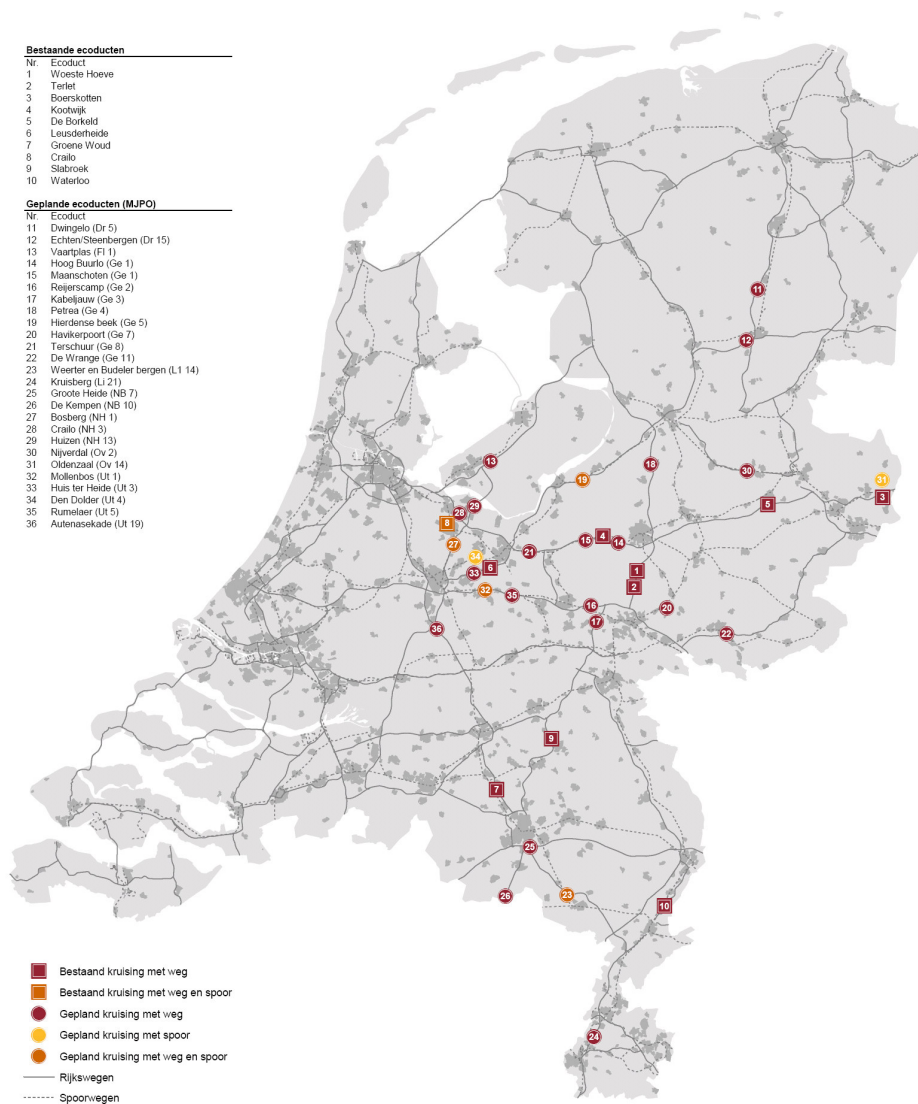 Bestaande ecoducten
Nr. Ecoduct
1 Woeste Hoeve
2 Terlet
3 Boerskotten
4 Kootwijk
5 De Borkeld
6 Leusderheide
7 Groene Woud
8 Crailo
9 Slabroek
10 Waterloo
Geplande ecoducten (MJPO)
Nr. Ecoduct
11 Dwingelo (Dr 5)
12 Echten/Steenbergen (Dr 15)
13 Vaartplas (Fl 1)
14 Hoog Buurlo (Ge 1)
15 Maanschoten (Ge 1)
16 Reijerscamp (Ge 2)
17 Kabeljauw (Ge 3)
18 Petrea (Ge 4)
19 Hierdense beek (Ge 5)
20 Havikerpoort (Ge 7)
21 Terschuur (Ge 8)
22 De Wrange (Ge 11)
23 Weerter en Budeler bergen (L1 14)
24 Kruisberg (Li 21)
25 Groote Heide (NB 7)
26 De Kempen (NB 10)
27 Bosberg (NH 1)
28 Crailo (NH 3)
29 Huizen (NH 13)
30 Nijverdal (Ov 2)
31 Oldenzaal (Ov 14)
32 Mollenbos (Ut 1)
33 Huis ter Heide (Ut 3)
34 Den Dolder (Ut 4)
35 Rumelaer (Ut 5)
36 Autenasekade (Ut 19)
11
12
13
18
19
30
31
3
5
29
28
8
27
34
33
6
21
15
4
14
1
2
32
35
16
17
20
22
36
9
7
25
26
23
10
24
Bestaand kruising met weg
Bestaand kruising met weg en spoor
Gepland kruising met weg
Gepland kruising met spoor
Gepland kruising met weg en spoor
Rijkswegen
Spoorwegen